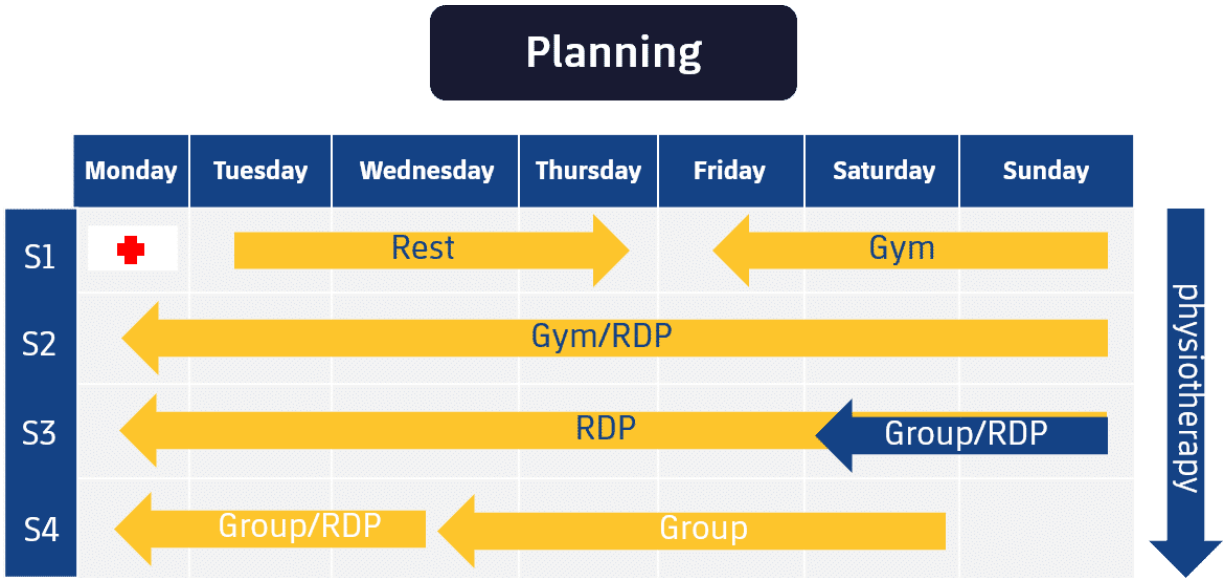 Planning
Monday Tuesday Wednesday Thursday Friday Saturday Sunday
S1 Rest Gym
S2 Gym/RDP
S3 RDP Group/RDP
S4 Group/RDP Group
physiotherapy